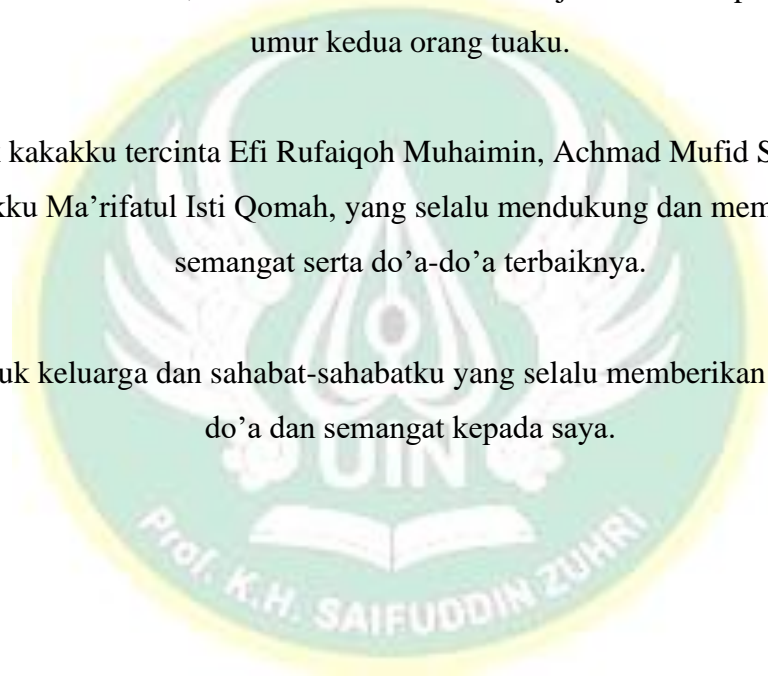 umur kedua orang tuaku.
kakakku tercinta Efi Rufaiqoh Muhaimin, Achmad Mufid S
kku Ma’rifatul Isti Qomah, yang selalu mendukung dan mem
semangat serta do’a-do’a terbaiknya.
uk keluarga dan sahabat-sahabatku yang selalu memberikan
do’a dan semangat kepada saya.
UIN
Prof. K.H. SAIFUDDIN ZUHRI